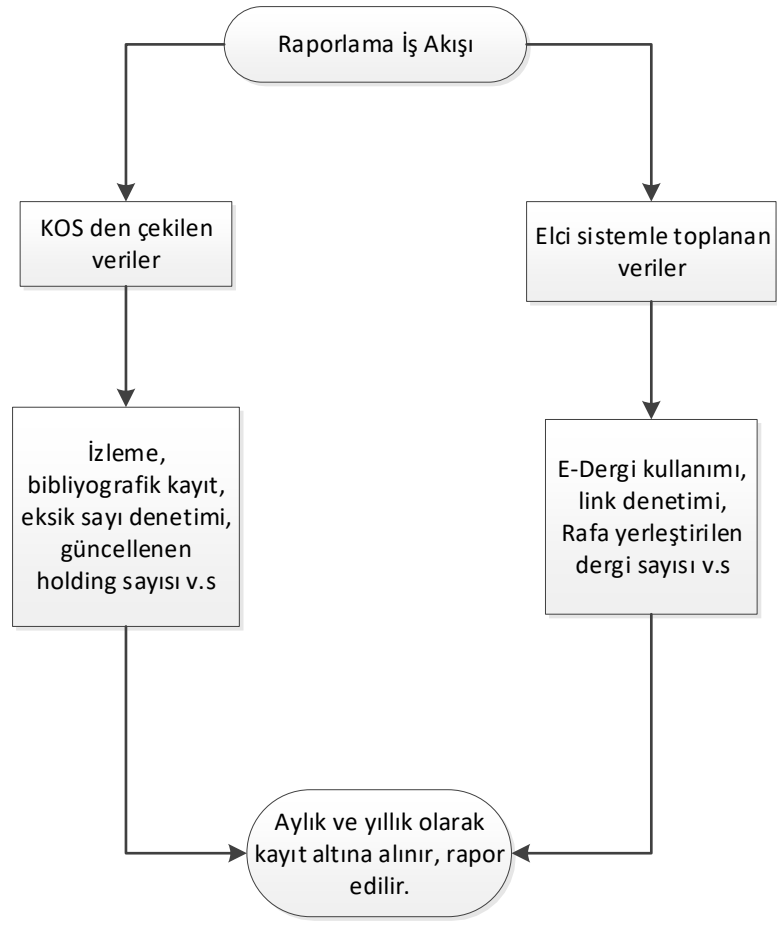 Raporlama İş Akışı
KOS den çekilen
veriler
Elci sistemle toplanan
veriler
İzleme,
bibliyografik kayıt,
eksik sayı denetimi,
güncellenen
holding sayısı v.s
E-Dergi kullanımı,
link denetimi,
Rafa yerleştirilen
dergi sayısı v.s
Aylık ve yıllık olarak
kayıt altına alınır, rapor
edilir.